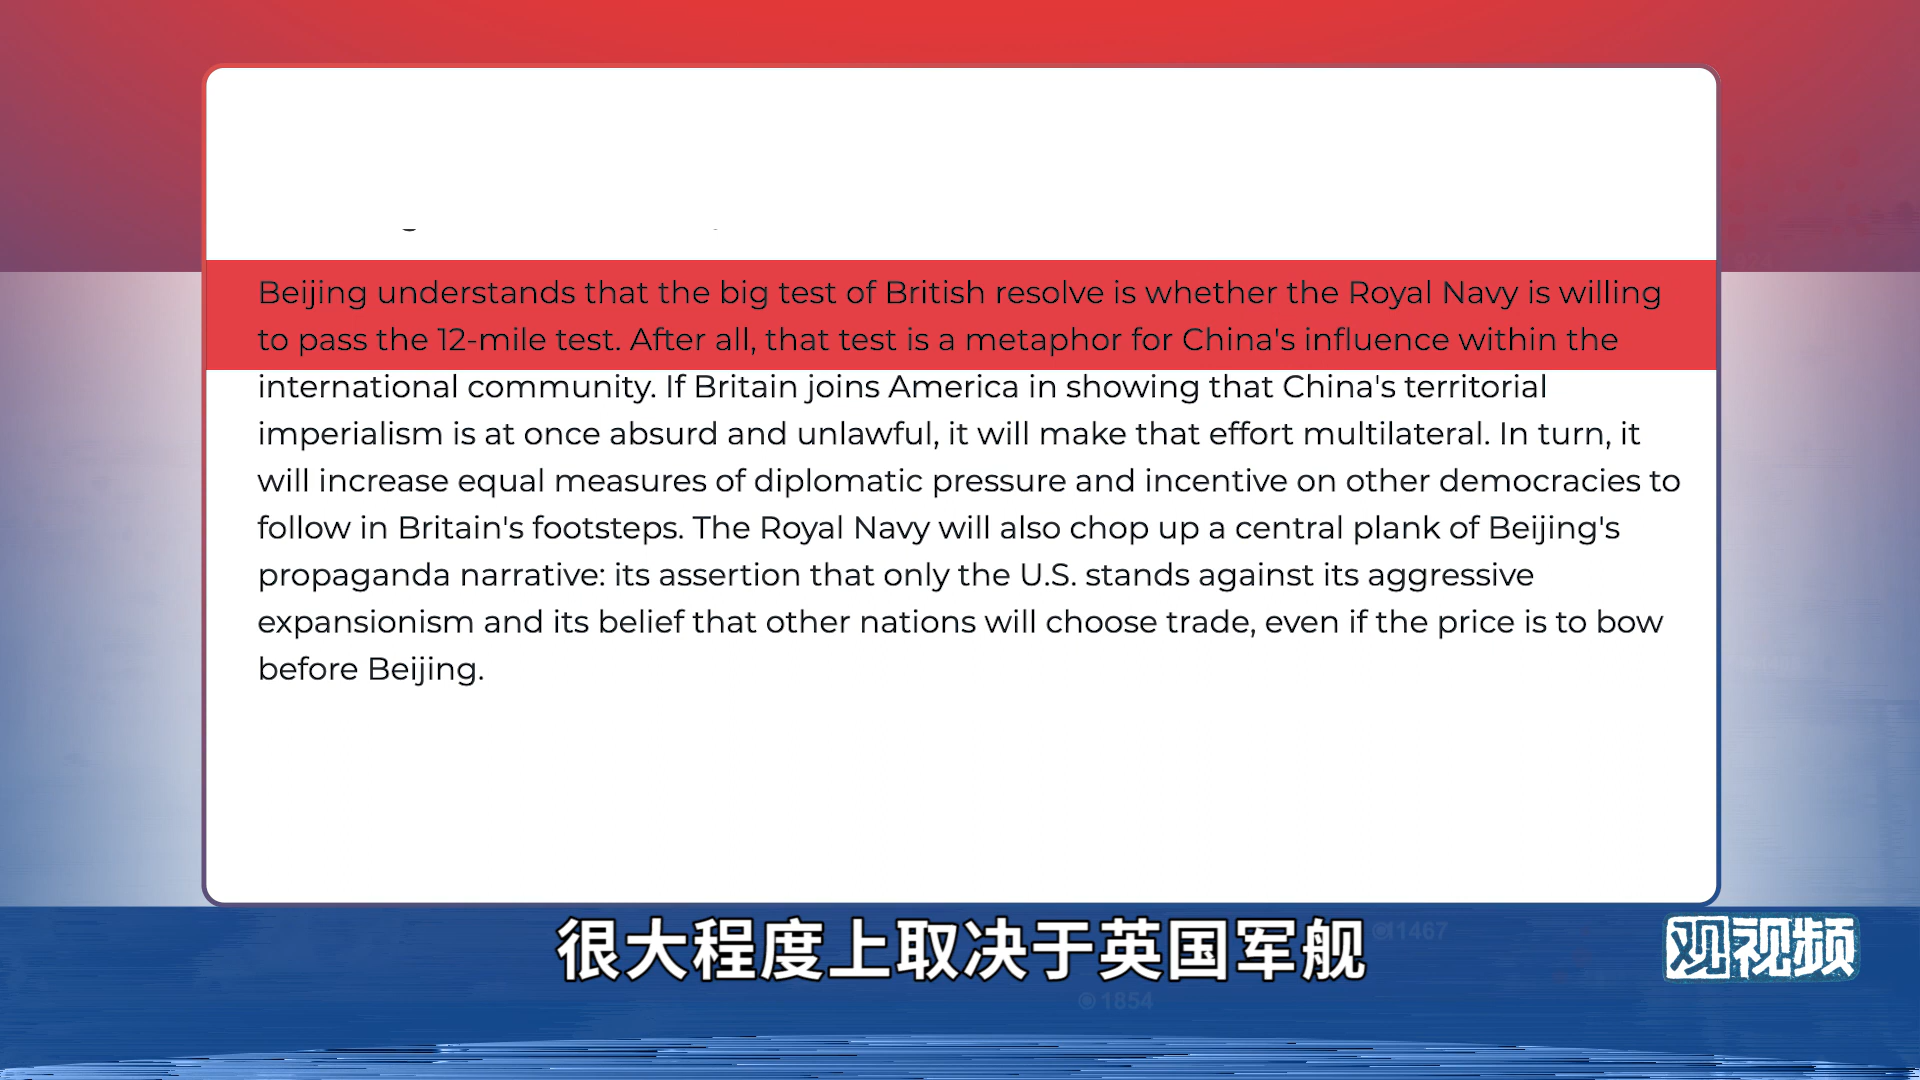 Beijing understands that the big test of British resolve is whether the Royal Navy is willing
to pass the 12-mile test. After all, that test is a metaphor for China's influence within the
international community. If Britain joins America in showing that China's territorial
imperialism is at once absurd and unlawful, it will make that effort multilateral. In turn, it
will increase equal measures of diplomatic pressure and incentive on other democracies to
follow in Britain's footsteps. The Royal Navy will also chop up a central plank of Beijing's
propaganda narrative: its assertion that only the U.S. stands against its aggressive
expansionism and its belief that other nations will choose trade, even if the price is to bow
before Beijing.
很大程度上取决于英国军舰
观视频
1467
1854